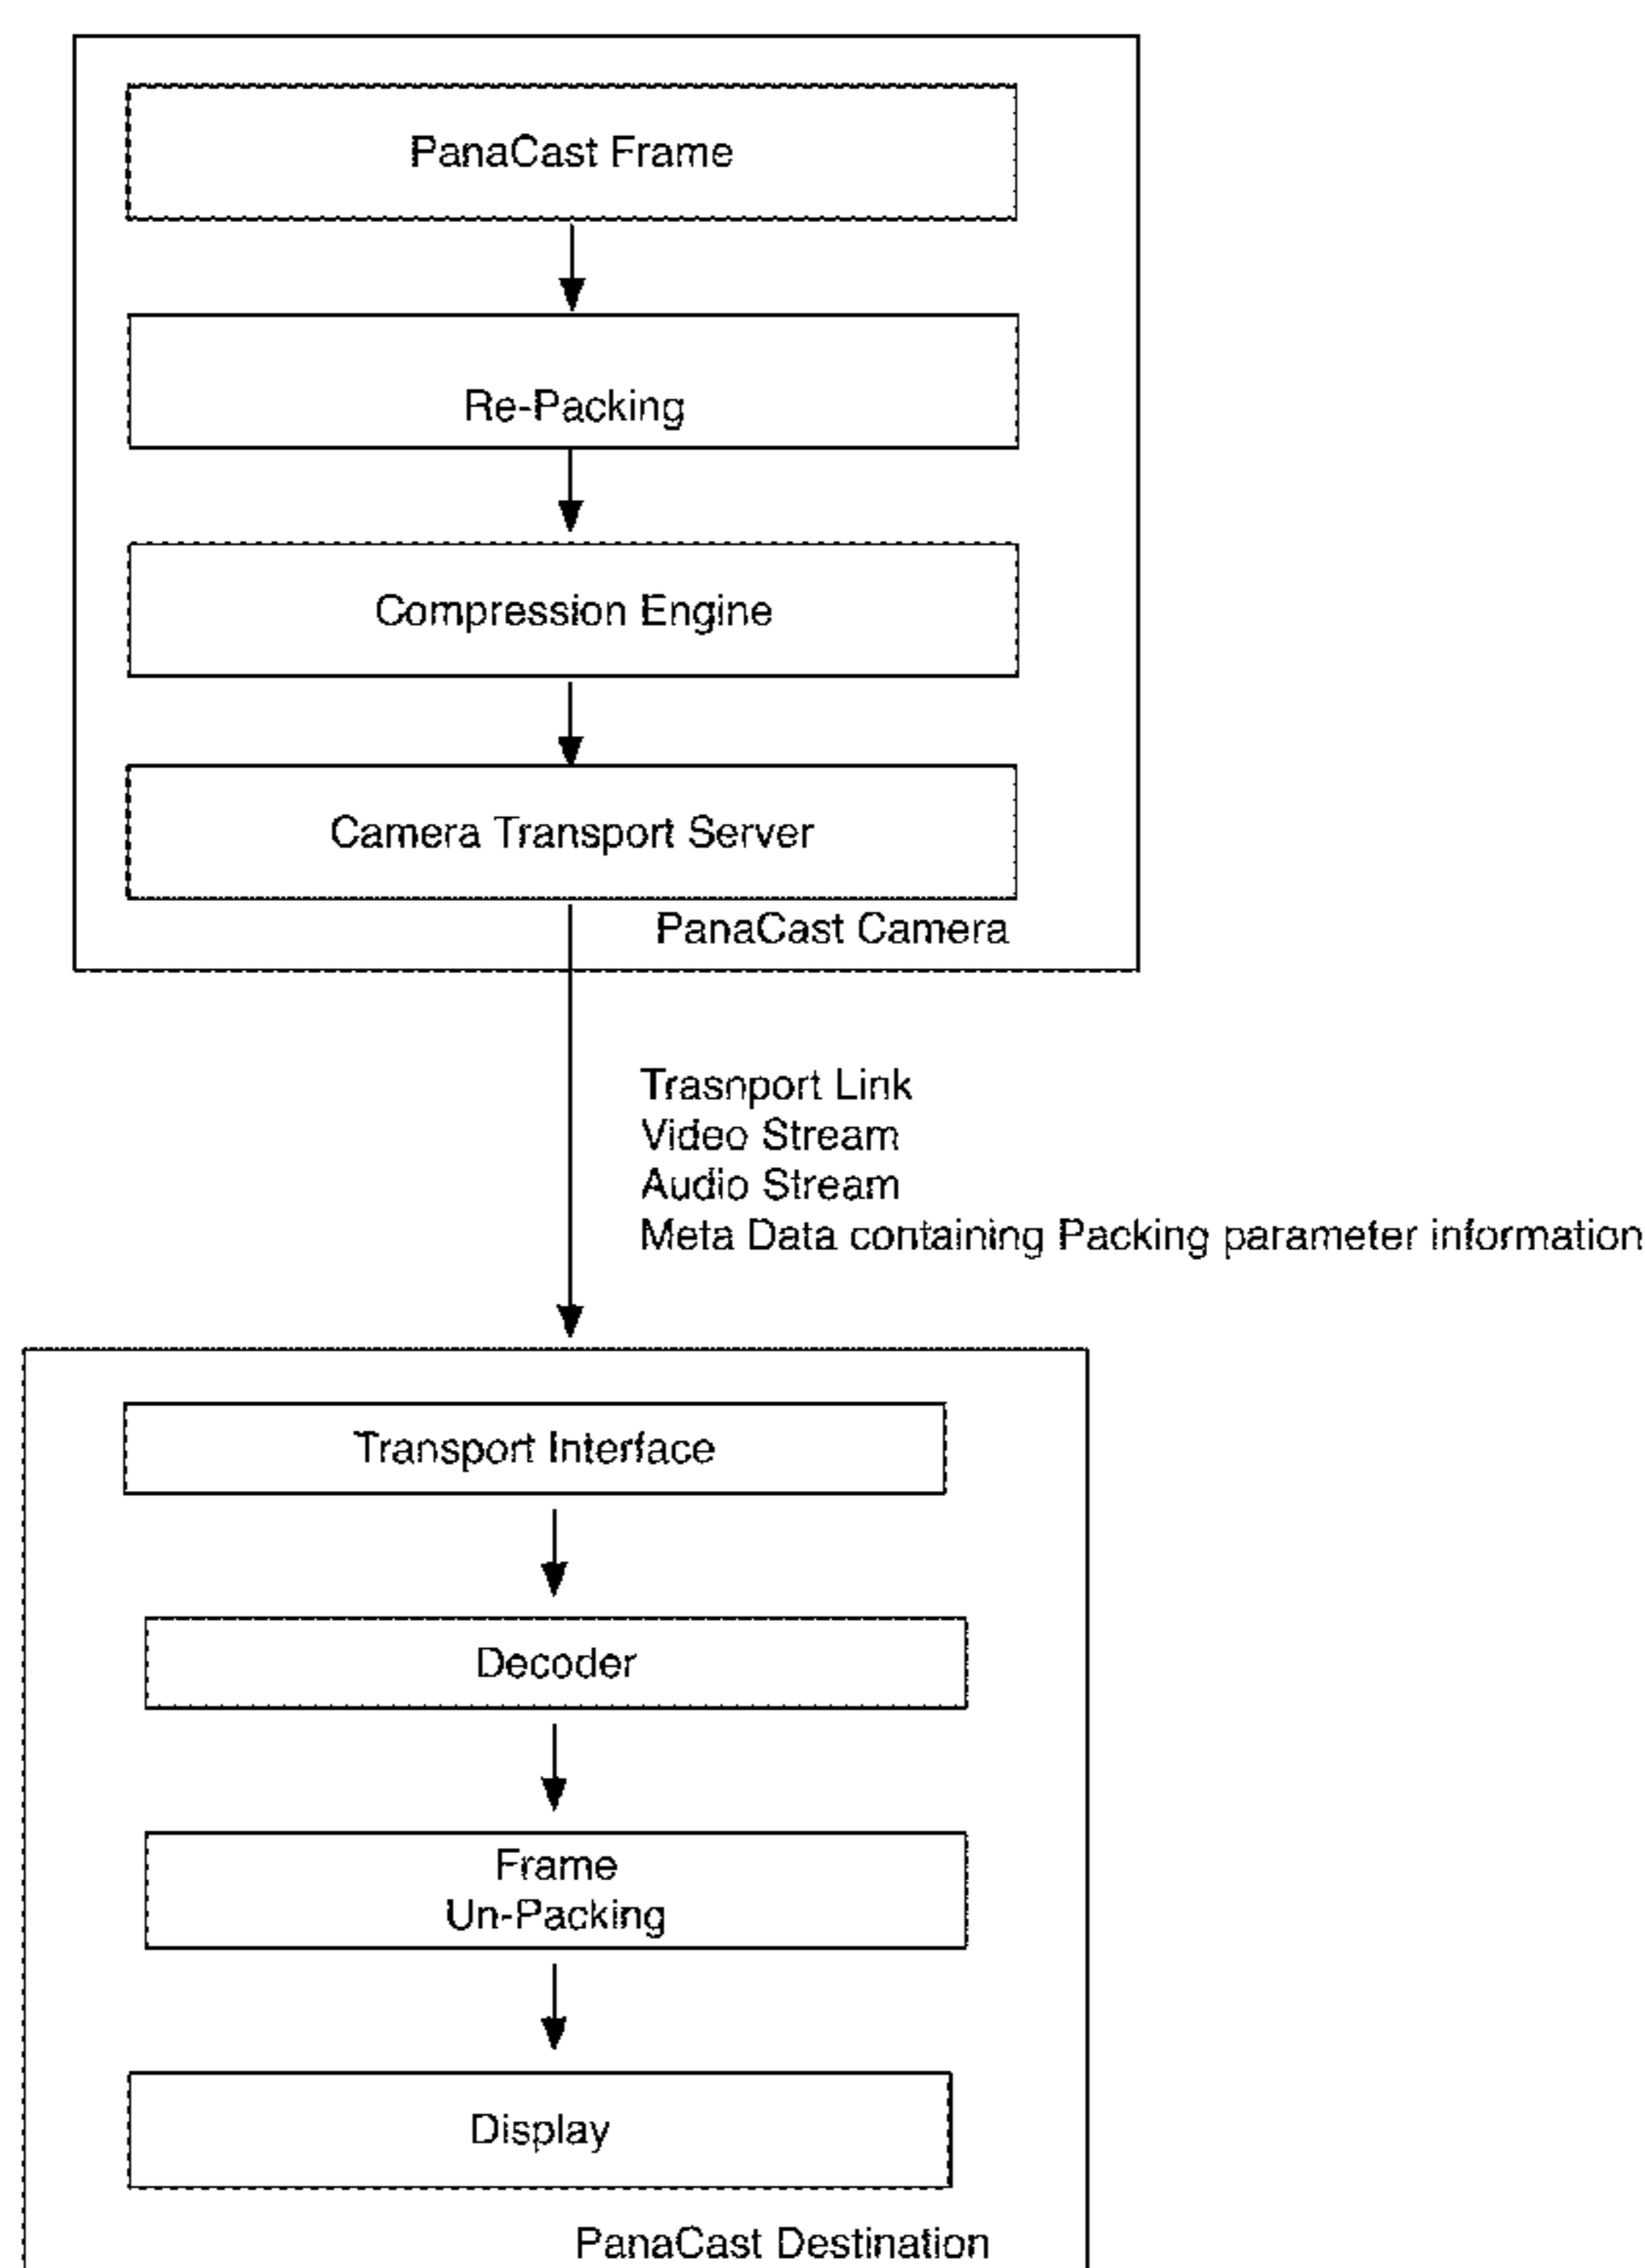 PanaCast Frame
Re-Packing
Compression Engine
Camera Transport Server
PanaCast Camera
Trasnport Link
Video Stream
Audio Stream
Meta Data containing Packing parameter information
Transport Interface
Decoder
Frame
Un-Packing
Display
PanaCast Destination